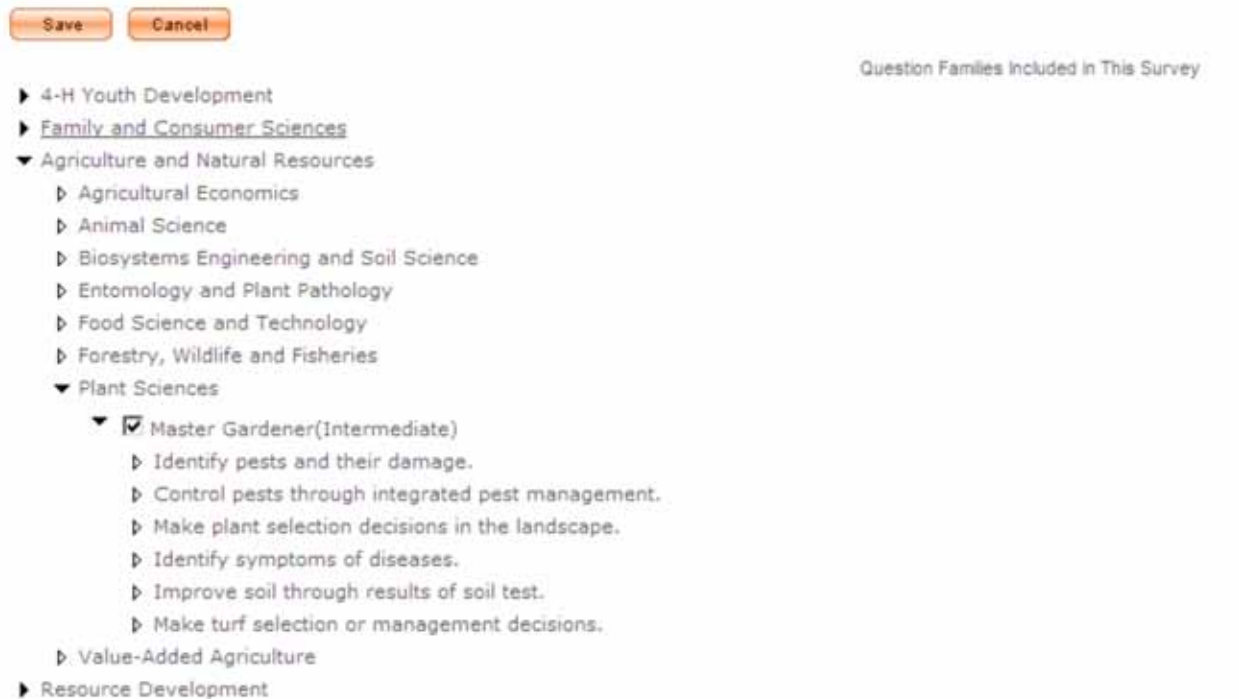 Save Cancel
Question Families Included in This Survey
4-H Youth Development
Family and Consumer Sciences
Agriculture and Natural Resources
Agricultural Economics
Animal Science
Biosystems Engineering and Soil Science
Entomology and Plant Pathology
Food Science and Technology
Forestry, Wildlife and Fisheries
Plant Sciences
Master Gardener(Intermediate)
Identify pests and their damage.
Control pests through integrated pest management.
Make plant selection decisions in the landscape.
Identify symptoms of diseases.
Improve soil through results of soil test.
Make turf selection or management decisions.
Value-Added Agriculture
Resource Development